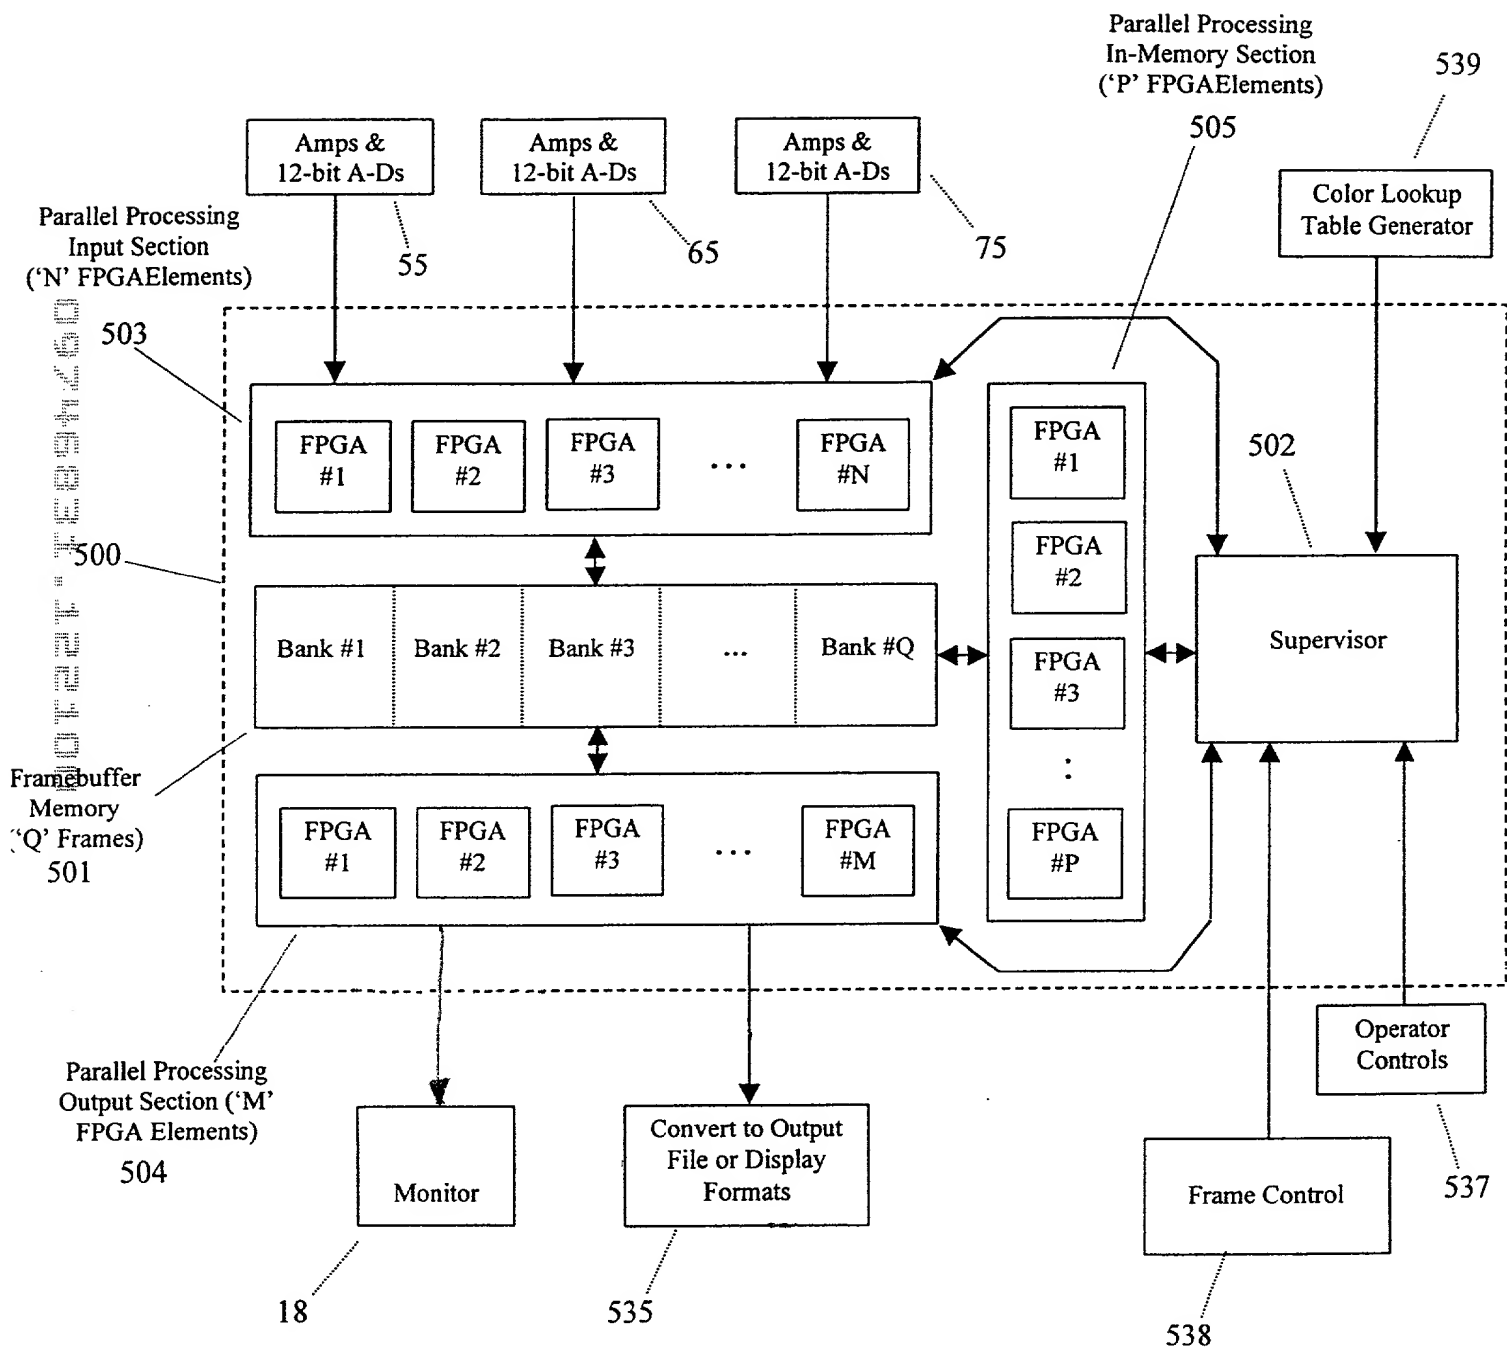 Parallel Processing
In-Memory Section
(‘P’ FPGAElements)
505
539
Amps &
12-bit A-Ds
Amps &
12-bit A-Ds
Amps &
12-bit A-Ds
Color Lookup
Table Generator
55
65
75
Parallel Processing
Input Section
(‘N’ FPGAElements)
503
FPGA
#1
FPGA
#2
FPGA
#3
...
FPGA
#N
FPGA
#1
FPGA
#2
FPGA
#3
:
FPGA
#P
502
Supervisor
500
Bank #1
Bank #2
Bank #3
...
Bank #Q
Framebuffer
Memory
(‘Q’ Frames)
501
FPGA
#1
FPGA
#2
FPGA
#3
...
FPGA
#M
Parallel Processing
Output Section (‘M’
FPGA Elements)
504
Monitor
18
Convert to Output
File or Display
Formats
535
Operator
Controls
537
Frame Control
538